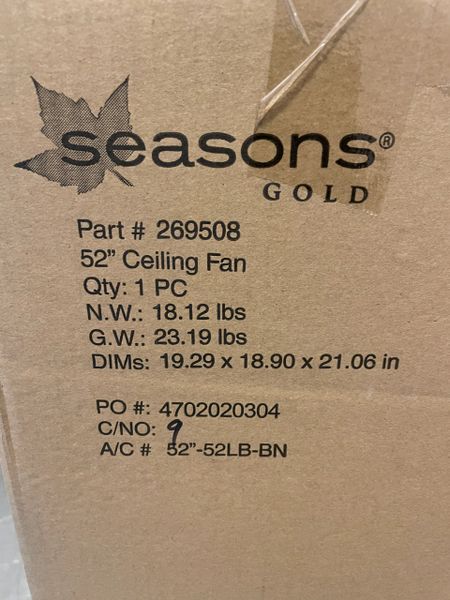 seasons®
GOLD
Part # 269508
52” Ceiling Fan
Qty: 1 PC
N.W.: 18.12 lbs
G.W.: 23.19 lbs
DIMs: 19.29 x 18.90 x 21.06 in
PO #: 4702020304
C/NO: 9
A/C # 52”-52LB-BN